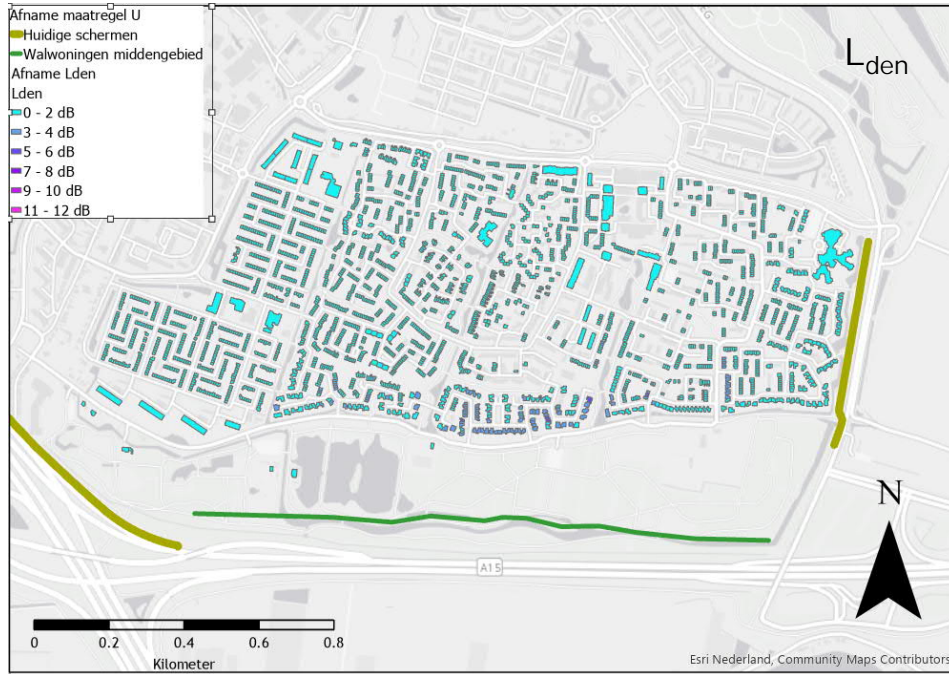 Afname maatregel U
Huidige schermen
Walwoningen middengebied
Afname Lden
Lden
0 - 2 dB
3 - 4 dB
5 - 6 dB
7 - 8 dB
9 - 10 dB
11 - 12 dB
Lden
N
A15
0 0.2 0.4 0.6 0.8
Kilometer
Esri Nederland, Community Maps Contributors